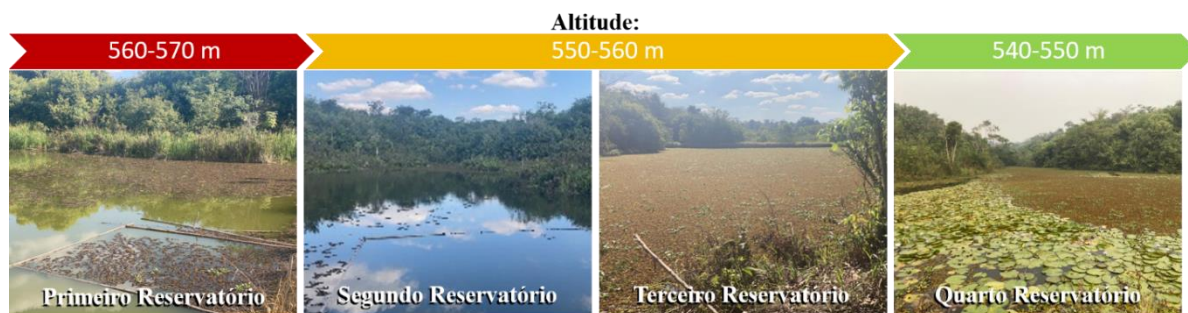 Altitude:
560-570 m
550-560 m
540-550 m
Primeiro Reservatório
Segundo Reservatório
Terceiro Reservatório
Quarto Reservatório